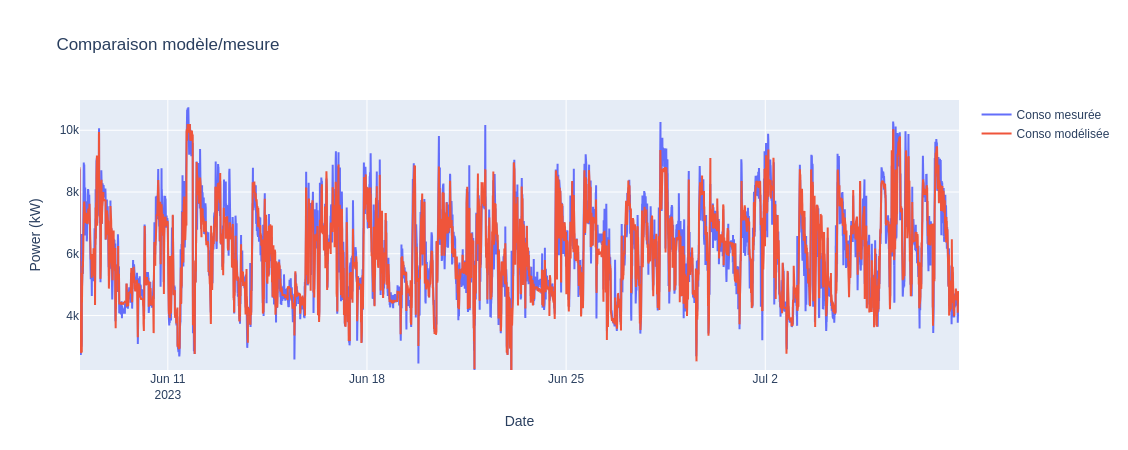 Comparaison modèle/mesure
Conso mesurée
Conso modélisée
10k
8k
6k
4k
Power (kW)
Jun 11
2023
Jun 18
Jun 25
Jul 2
Date